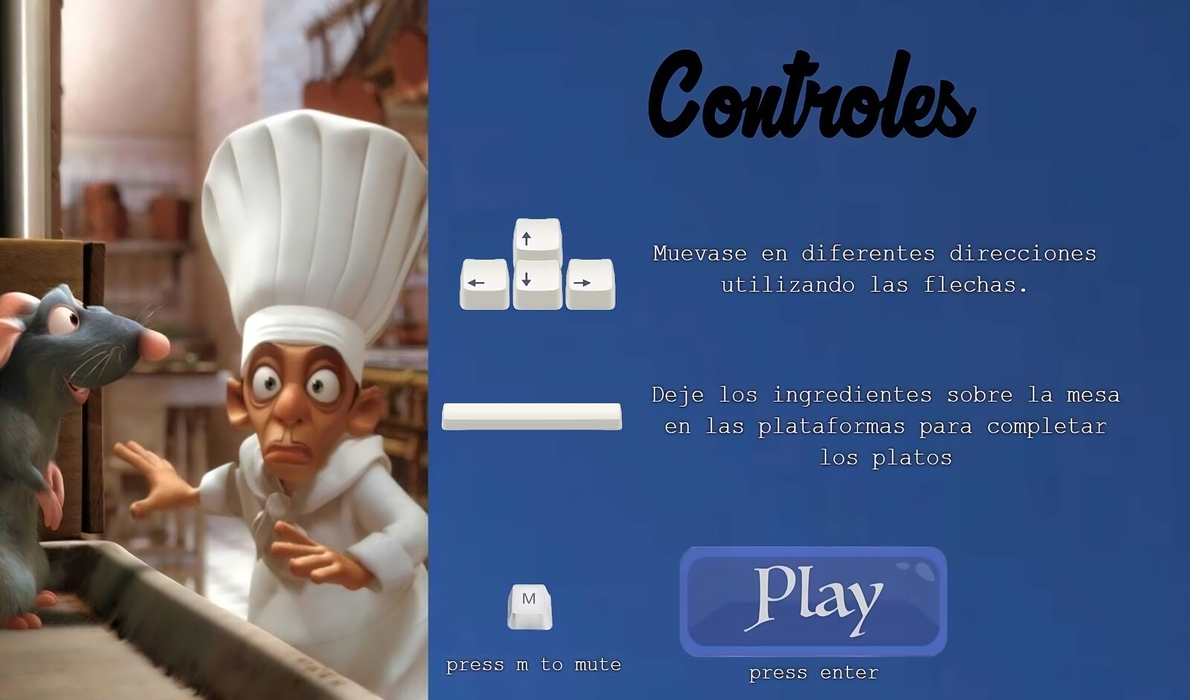 Controles
Muevase en diferentes direcciones
utilizando las flechas.
Deje los ingredientes sobre la mesa
en las plataformas para completar
los platos
M
press m to mute
Play
press enter